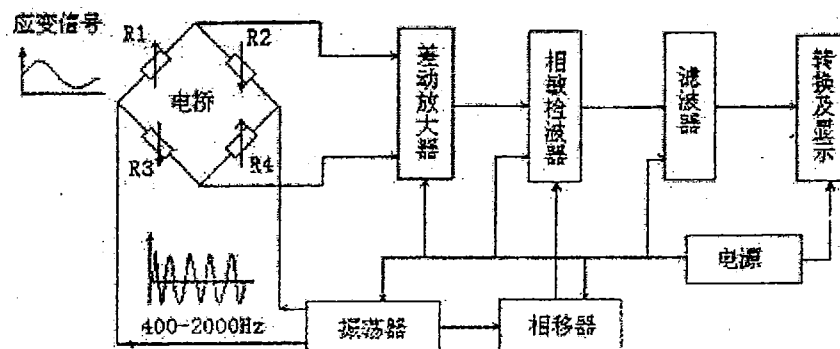 应变信号
R1
R2
电桥
R3
R4
差动放大器
相敏检波器
滤波器
转换及显示
电源
400-2000Hz
振荡器
相移器